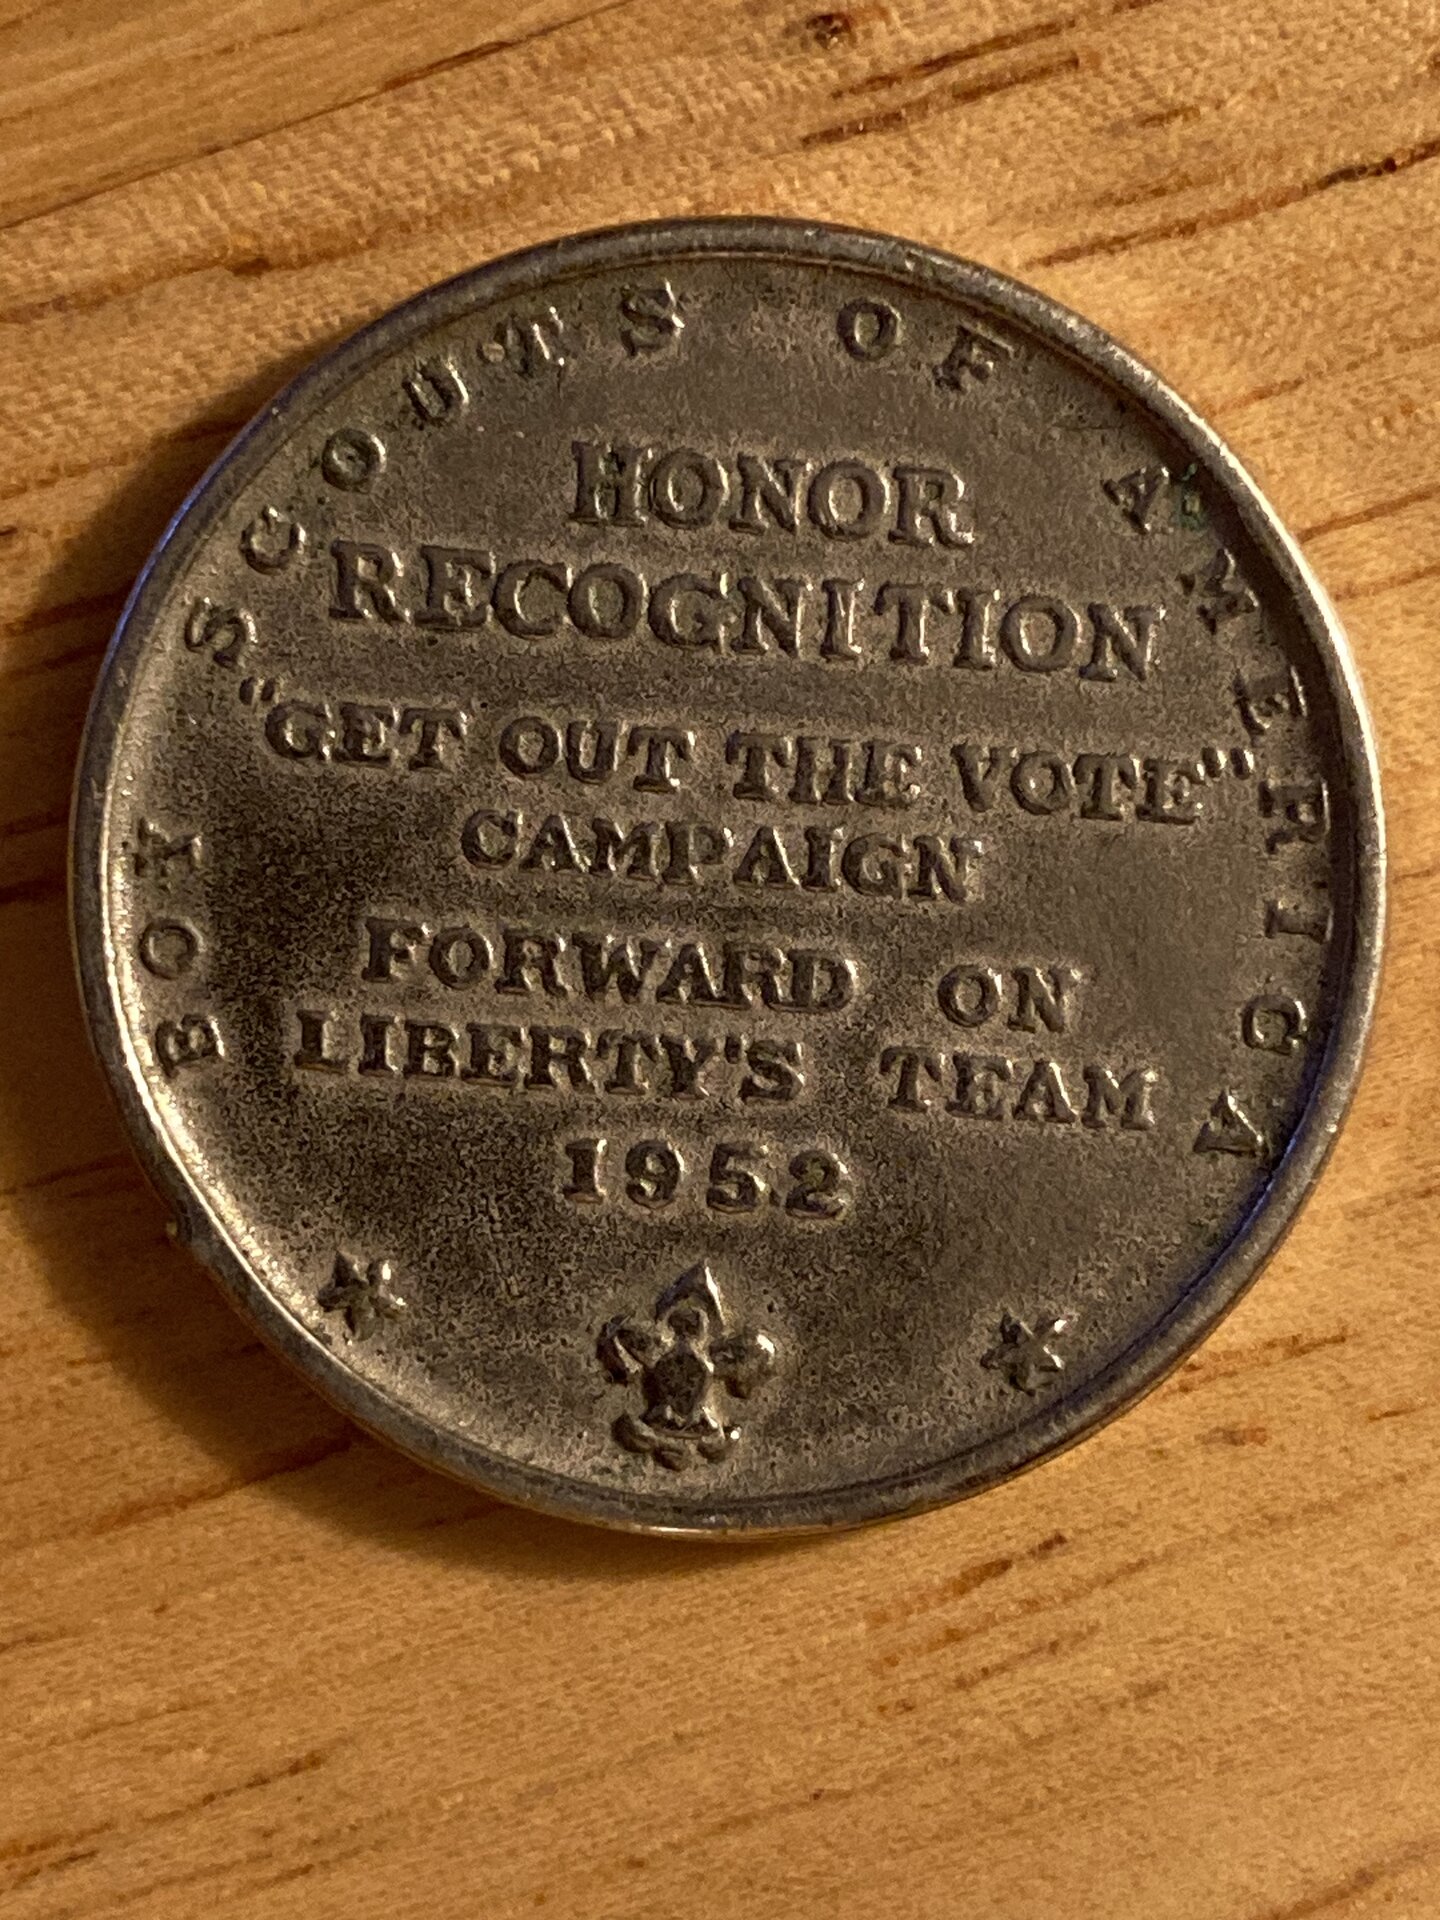 BOY SCOUTS OF AMERICA
HONOR
RECOGNITION
"GET OUT THE VOTE"
CAMPAIGN
FORWARD ON
LIBERTY'S TEAM
1952